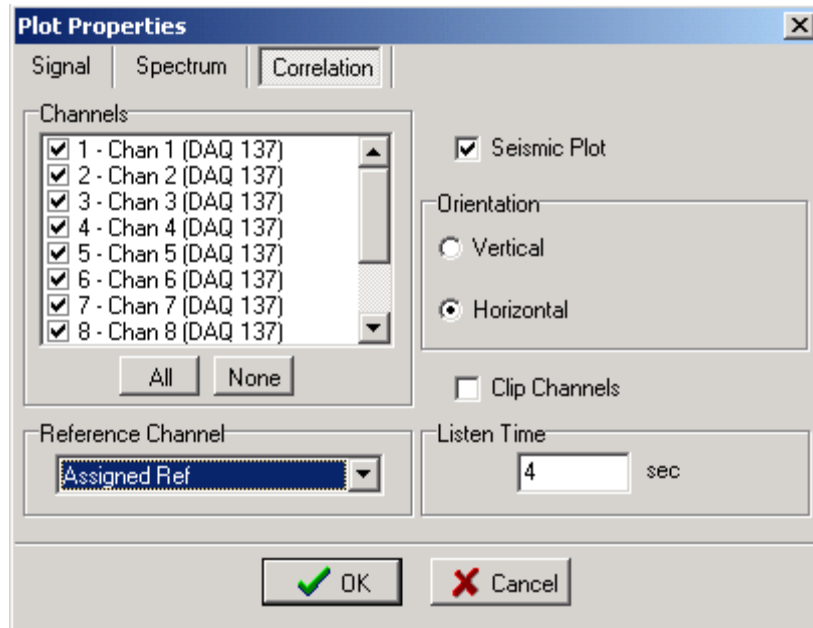 Plot Properties
Signal
Spectrum
Correlation
Channels
1 - Chan 1 (DAQ 137)
2 - Chan 2 (DAQ 137)
3 - Chan 3 (DAQ 137)
4 - Chan 4 (DAQ 137)
5 - Chan 5 (DAQ 137)
6 - Chan 6 (DAQ 137)
7 - Chan 7 (DAQ 137)
8 - Chan 8 (DAQ 137)
All
None
Seismic Plot
Orientation
Vertical
Horizontal
Clip Channels
Reference Channel
Assigned Ref
Listen Time
4 sec
OK
Cancel